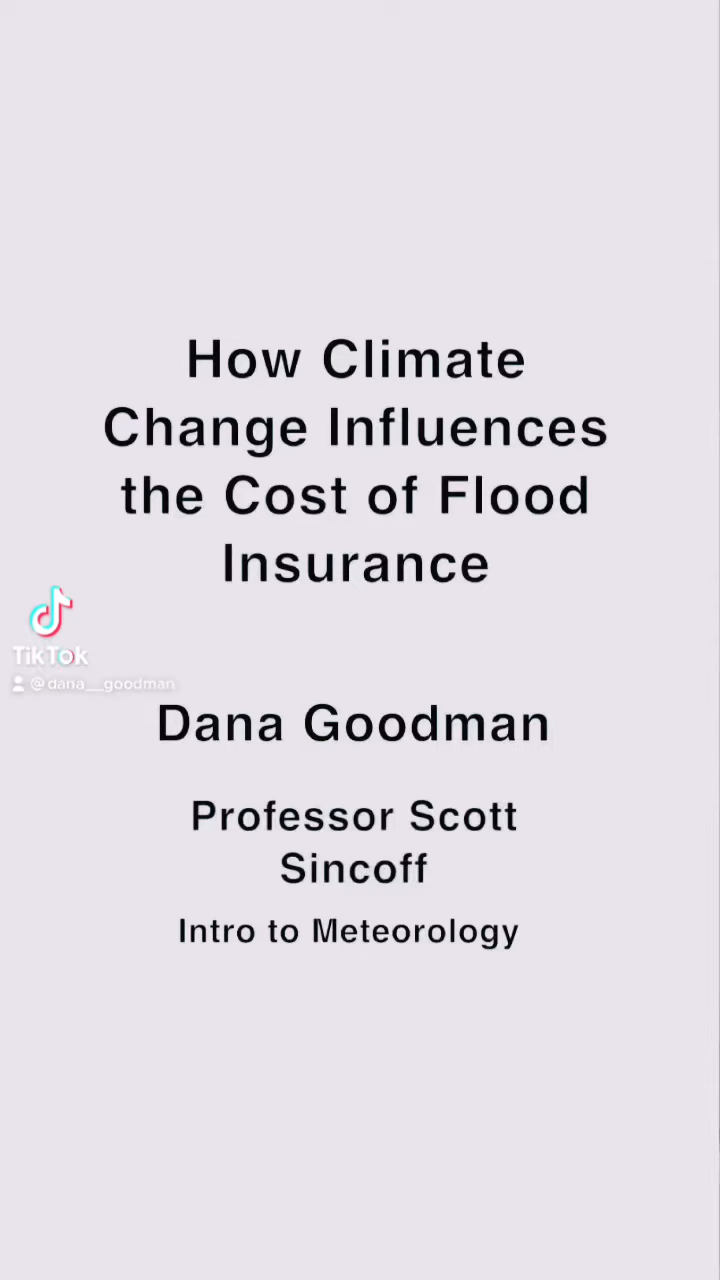 How Climate
Change Influences
the Cost of Flood
Insurance
TikTok
@dana__goodman
Dana Goodman
Professor Scott
Sincoff
Intro to Meteorology